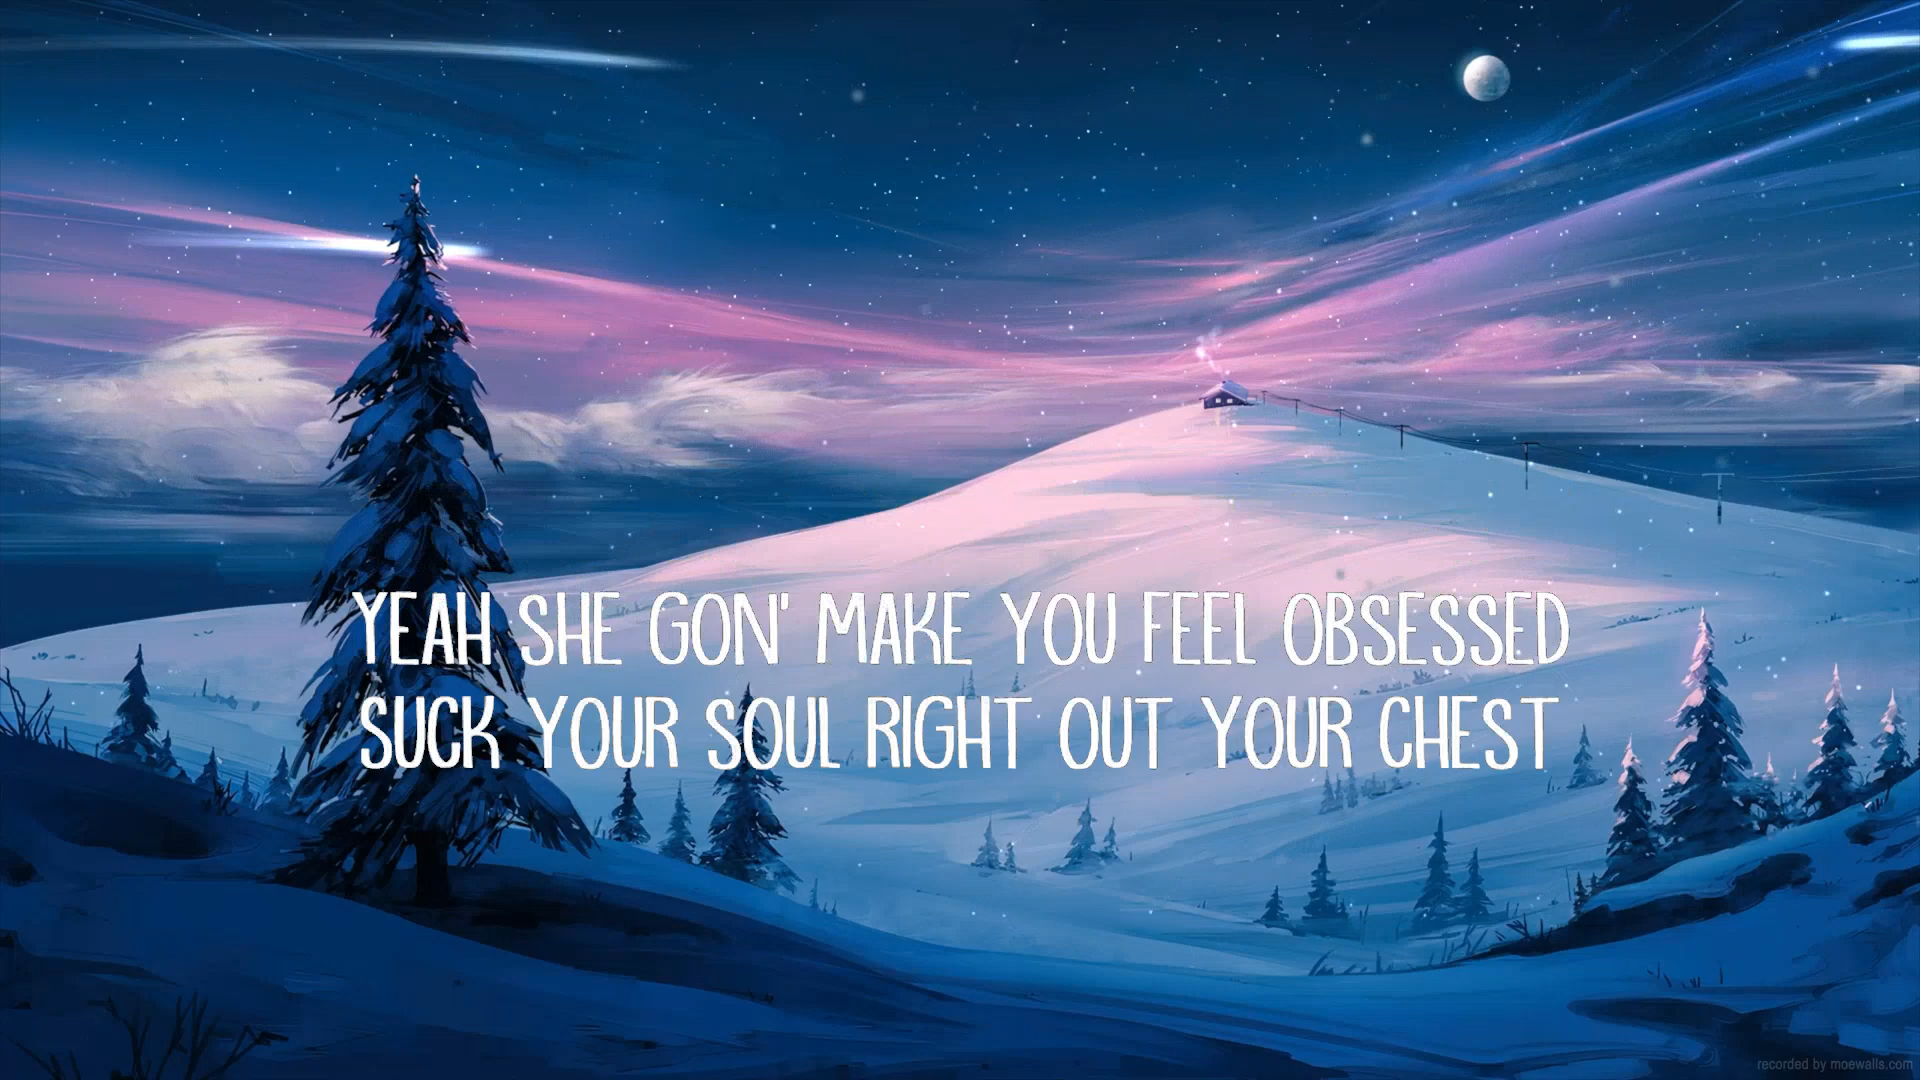 YEAH SHE GON' MAKE YOU FEEL OBSESSED
SUCK YOUR SOUL RIGHT OUT YOUR CHEST
recorded by moewalls.com